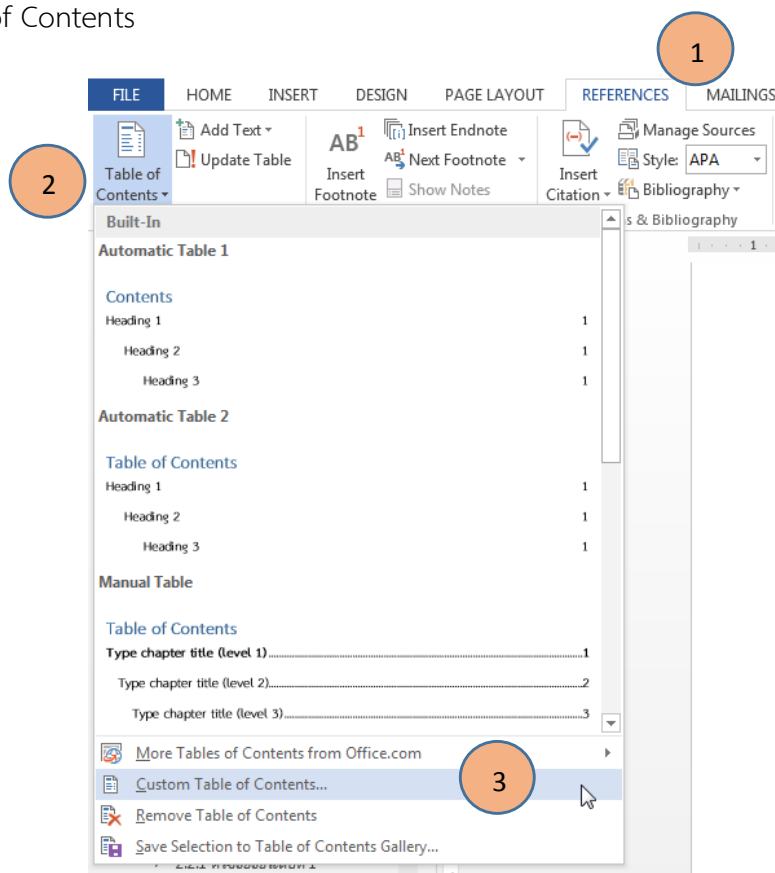 of Contents
1
FILE HOME INSERT DESIGN PAGE LAYOUT REFERENCES MAILINGS
Add Text
Update Table
Table of
Contents
2
AB1
Insert
Footnote
Insert Endnote
AB1 Next Footnote
Show Notes
Insert
Citation
Manage Sources
Style: APA
Bibliography
s & Bibliography
1
Built-In
Automatic Table 1
Contents
Heading 1 1
Heading 2 1
Heading 3 1
Automatic Table 2
Table of Contents
Heading 1 1
Heading 2 1
Heading 3 1
Manual Table
Table of Contents
Type chapter title (level 1)....................1
Type chapter title (level 2)....................2
Type chapter title (level 3)....................3
More Tables of Contents from Office.com
Custom Table of Contents...
3
Remove Table of Contents
Save Selection to Table of Contents Gallery...